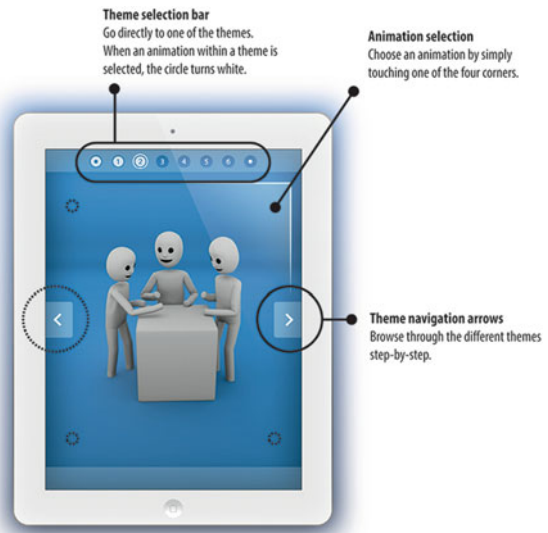 Theme selection bar
Go directly to one of the themes.
When an animation within a theme is
selected, the circle turns white.
Animation selection
Choose an animation by simply
touching one of the four corners.
1 2 3 4 5 6
Theme navigation arrows
Browse through the different themes
step-by-step.